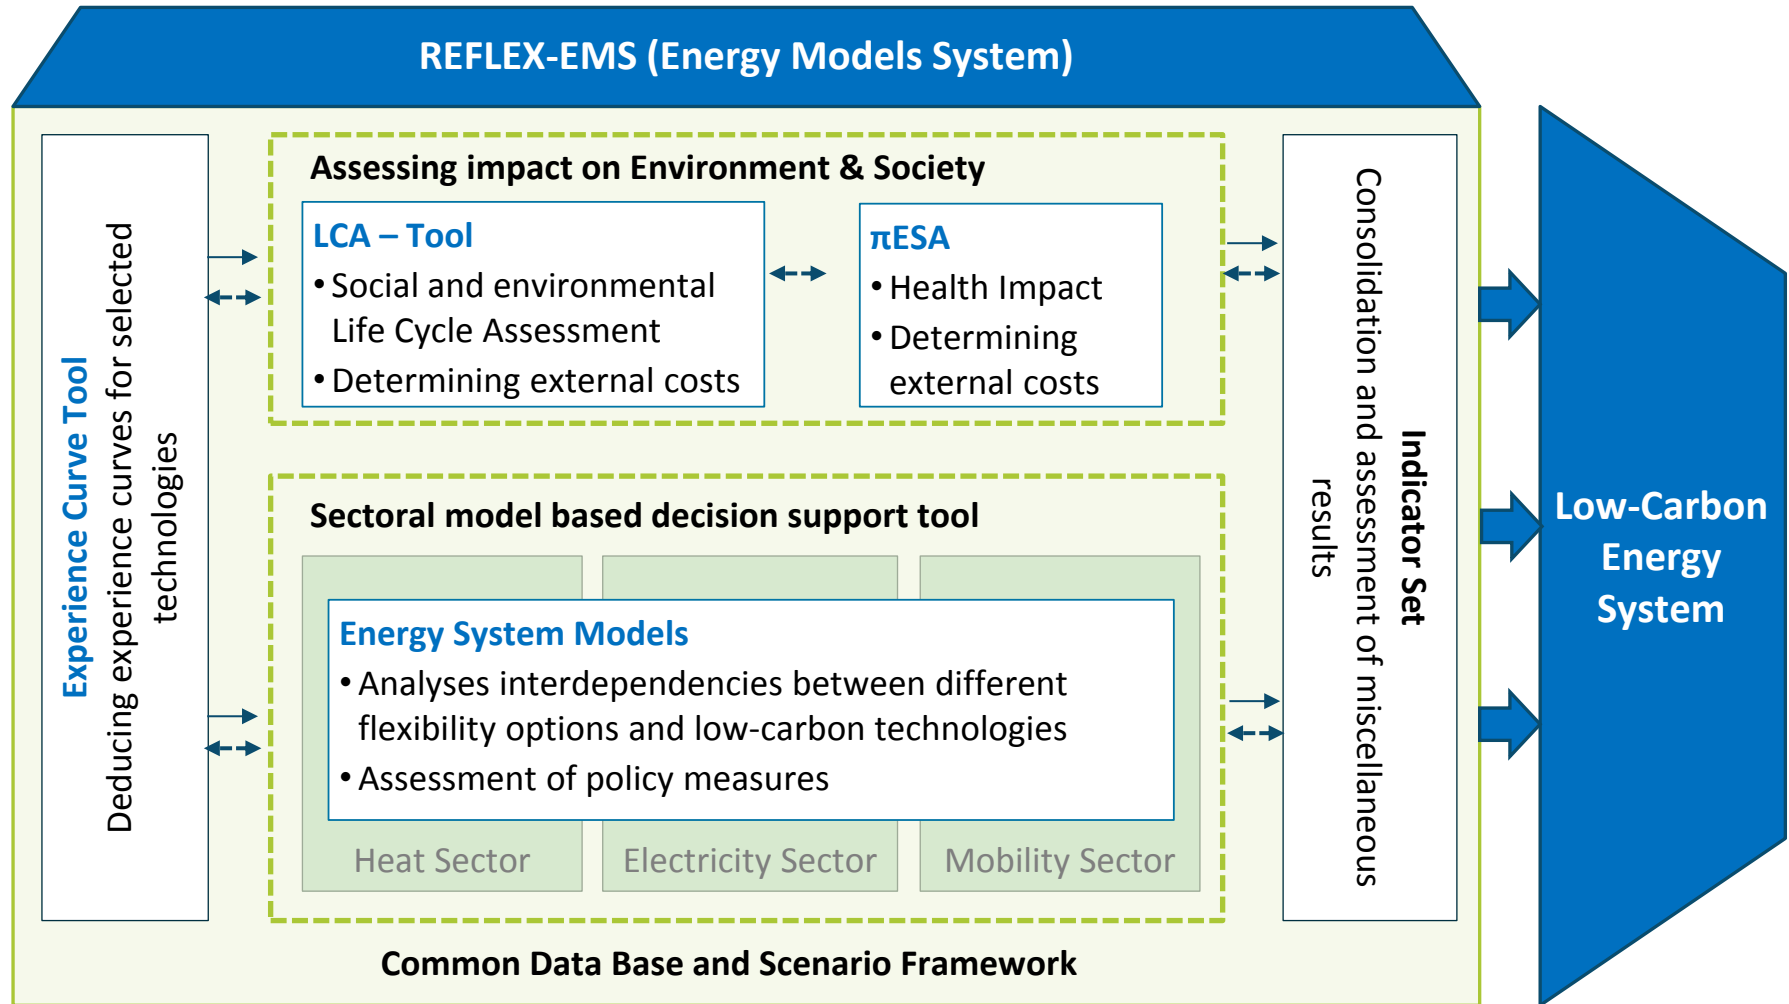 REFLEX-EMS (Energy Models System)
Experience Curve Tool
Deducing experience curves for selected
technologies
Assessing impact on Environment & Society
LCA – Tool
• Social and environmental
Life Cycle Assessment
• Determining external costs
πESA
• Health Impact
• Determining
external costs
Sectoral model based decision support tool
Energy System Models
• Analyses interdependencies between different
flexibility options and low-carbon technologies
• Assessment of policy measures
Heat Sector
Electricity Sector
Mobility Sector
Indicator Set
Consolidation and assessment of miscellaneous
results
Common Data Base and Scenario Framework
Low-Carbon
Energy
System